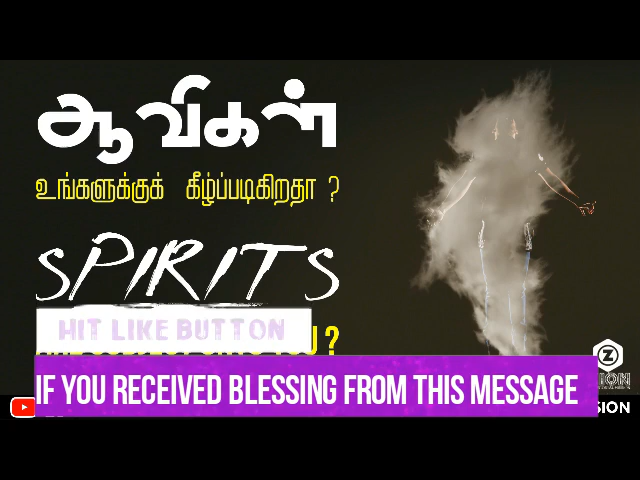 ஆவிகள்
உங்களுக்குக் கீழ்ப்படிகிறதா ?
SPIRITS
HIT LIKE BUTTON
IF YOU RECEIVED BLESSING FROM THIS MESSAGE